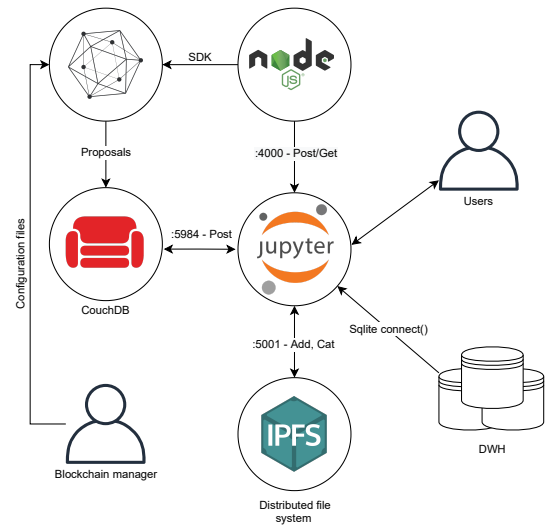 SDK
node
JS
Proposals
:4000 - Post/Get
Users
Configuration files
:5984 - Post
jupyter
CouchDB
Sqlite connect()
:5001 - Add, Cat
IPFS
DWH
Blockchain manager
Distributed file
system